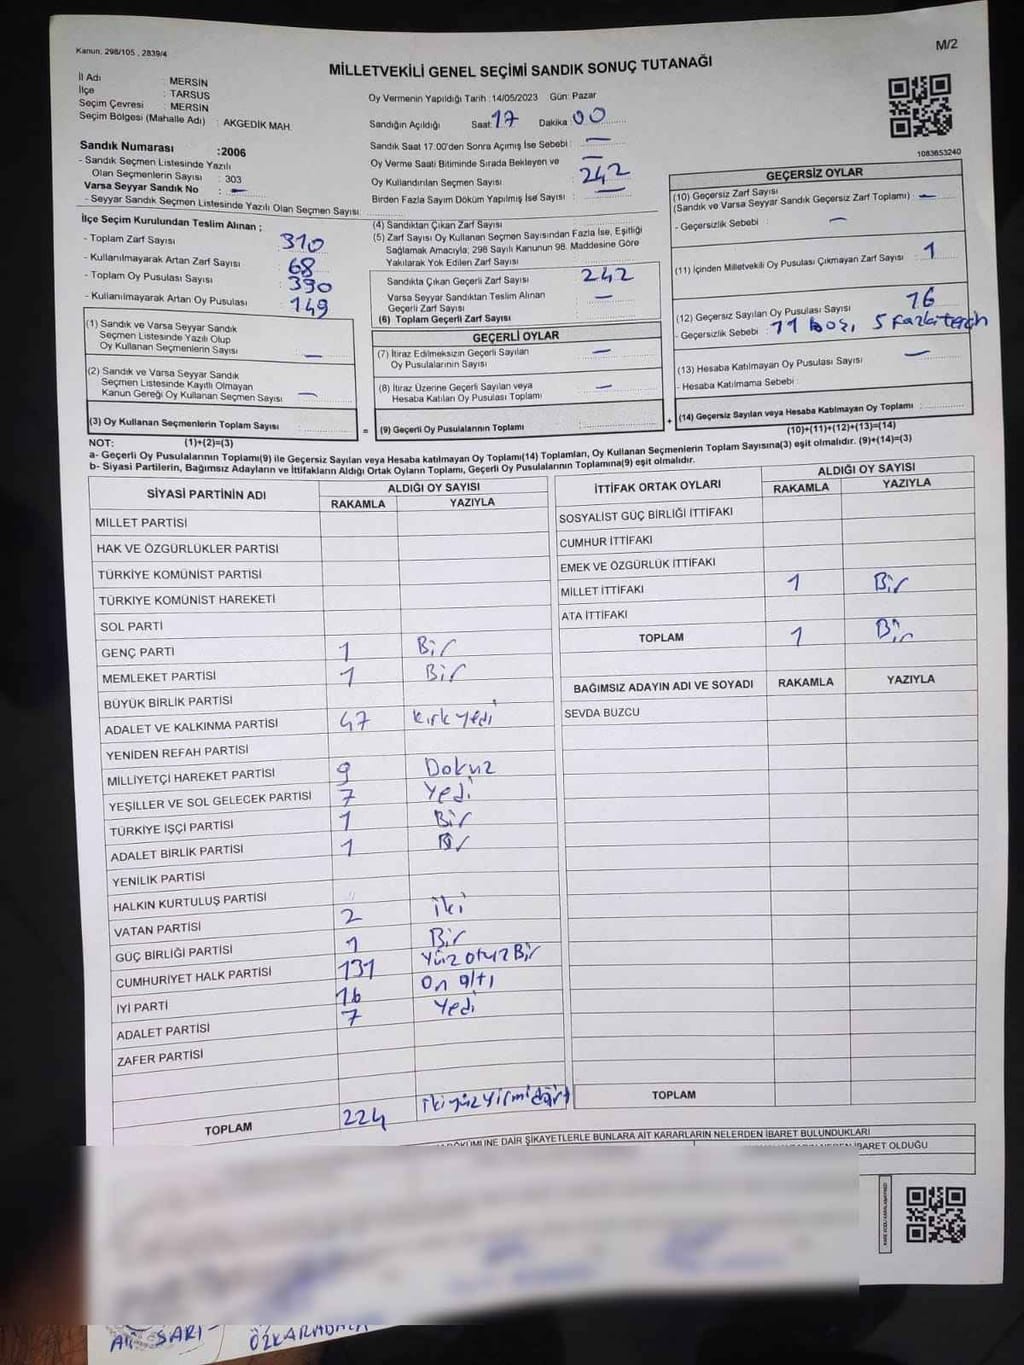 Kanun: 298/105 , 2839/4
M/2
MİLLETVEKİLİ GENEL SEÇİMİ SANDIK SONUÇ TUTANAĞI
İl Adı : MERSİN
İlçe : TARSUS
Seçim Çevresi : MERSİN
Seçim Bölgesi (Mahalle Adı) : AKGEDİK MAH.
Oy Vermenin Yapıldığı Tarih : 14/05/2023 Gün: Pazar
Sandığın Açıldığı Saat: 17 Dakika : 00
Sandık Saat 17:00'den Sonra Açımış İse Sebebi : —
Oy Verme Saati Bitiminde Sırada Bekleyen ve
Oy Kullandırılan Seçmen Sayısı : 242
Birden Fazla Sayım Döküm Yapılmış İse Sayısı : —
1083653240
Sandık Numarası :2006
- Sandık Seçmen Listesinde Yazılı
Olan Seçmenlerin Sayısı : 303
Varsa Seyyar Sandık No : —
- Seyyar Sandık Seçmen Listesinde Yazılı Olan Seçmen Sayısı:
İlçe Seçim Kurulundan Teslim Alınan ;
- Toplam Zarf Sayısı 310
- Kullanılmayarak Artan Zarf Sayısı 68
- Toplam Oy Pusulası Sayısı 390
- Kullanılmayarak Artan Oy Pusulası 149
(1) Sandık ve Varsa Seyyar Sandık
Seçmen Listesinde Yazılı Olup
Oy Kullanan Seçmenlerin Sayısı —
(2) Sandık ve Varsa Seyyar Sandık
Seçmen Listesinde Kayıtlı Olmayan
Kanun Gereği Oy Kullanan Seçmen Sayısı —
(3) Oy Kullanan Seçmenlerin Toplam Sayısı
(1)+(2)=(3)
(4) Sandıktan Çıkan Zarf Sayısı
(5) Zarf Sayısı Oy Kullanan Seçmen Sayısından Fazla İse, Eşitliği
Sağlamak Amacıyla; 298 Sayılı Kanunun 98. Maddesine Göre
Yakılarak Yok Edilen Zarf Sayısı
Sandıkta Çıkan Geçerli Zarf Sayısı 242
Varsa Seyyar Sandıktan Teslim Alınan
Geçerli Zarf Sayısı —
(6) Toplam Geçerli Zarf Sayısı
GEÇERLİ OYLAR
(7) İtiraz Edilmeksizin Geçerli Sayılan
Oy Pusulalarının Sayısı —
(8) İtiraz Üzerine Geçerli Sayılan veya
Hesaba Katılan Oy Pusulası Toplamı —
= (9) Geçerli Oy Pusulalarının Toplamı
GEÇERSİZ OYLAR
(10) Geçersiz Zarf Sayısı
(Sandık ve Varsa Seyyar Sandık Geçersiz Zarf Toplamı) —
- Geçersizlik Sebebi : —
(11) İçinden Milletvekili Oy Pusulası Çıkmayan Zarf Sayısı 1
(12) Geçersiz Sayılan Oy Pusulası Sayısı 16
- Geçersizlik Sebebi : 11 boş, 5 fazla tercih
(13) Hesaba Katılmayan Oy Pusulası Sayısı —
- Hesaba Katılmama Sebebi :
+ (14) Geçersiz Sayılan veya Hesaba Katılmayan Oy Toplamı
(10)+(11)+(12)+(13)=(14)
NOT:
a- Geçerli Oy Pusulalarının Toplamı(9) ile Geçersiz Sayılan veya Hesaba katılmayan Oy Toplamı(14) Toplamları, Oy Kullanan Seçmenlerin Toplam Sayısına(3) eşit olmalıdır. (9)+(14)=(3)
b- Siyasi Partilerin, Bağımsız Adayların ve İttifakların Aldığı Ortak Oyların Toplamı, Geçerli Oy Pusulalarının Toplamına(9) eşit olmalıdır.
SİYASİ PARTİNİN ADI
ALDIĞI OY SAYISI
RAKAMLA YAZIYLA
MİLLET PARTİSİ
HAK VE ÖZGÜRLÜKLER PARTİSİ
TÜRKİYE KOMÜNİST PARTİSİ
TÜRKİYE KOMÜNİST HAREKETİ
SOL PARTİ
GENÇ PARTİ 1 Bir
MEMLEKET PARTİSİ 1 Bir
BÜYÜK BİRLİK PARTİSİ
ADALET VE KALKINMA PARTİSİ 47 Kırk yedi
YENİDEN REFAH PARTİSİ
MİLLİYETÇİ HAREKET PARTİSİ 9 Dokuz
YEŞİLLER VE SOL GELECEK PARTİSİ 7 Yedi
TÜRKİYE İŞÇİ PARTİSİ 1 Bir
ADALET BİRLİK PARTİSİ 1 Bir
YENİLİK PARTİSİ
HALKIN KURTULUŞ PARTİSİ
VATAN PARTİSİ 2 İki
GÜÇ BİRLİĞİ PARTİSİ 1 Bir
CUMHURİYET HALK PARTİSİ 131 Yüz otuz Bir
İYİ PARTİ 16 On altı
ADALET PARTİSİ 7 Yedi
ZAFER PARTİSİ
TOPLAM 224 iki yüz yirmi dört
İTTİFAK ORTAK OYLARI
ALDIĞI OY SAYISI
RAKAMLA YAZIYLA
SOSYALİST GÜÇ BİRLİĞİ İTTİFAKI
CUMHUR İTTİFAKI
EMEK VE ÖZGÜRLÜK İTTİFAKI
MİLLET İTTİFAKI 1 Bir
ATA İTTİFAKI
TOPLAM 1 Bir
BAĞIMSIZ ADAYIN ADI VE SOYADI RAKAMLA YAZIYLA
SEVDA BUZCU
TOPLAM
DÖKÜMÜNE DAİR ŞİKAYETLERLE BUNLARA AİT KARARLARIN NELERDEN İBARET BULUNDUKLARI
İBARET OLDUĞU
Ali SARI
ÖZKARABALA